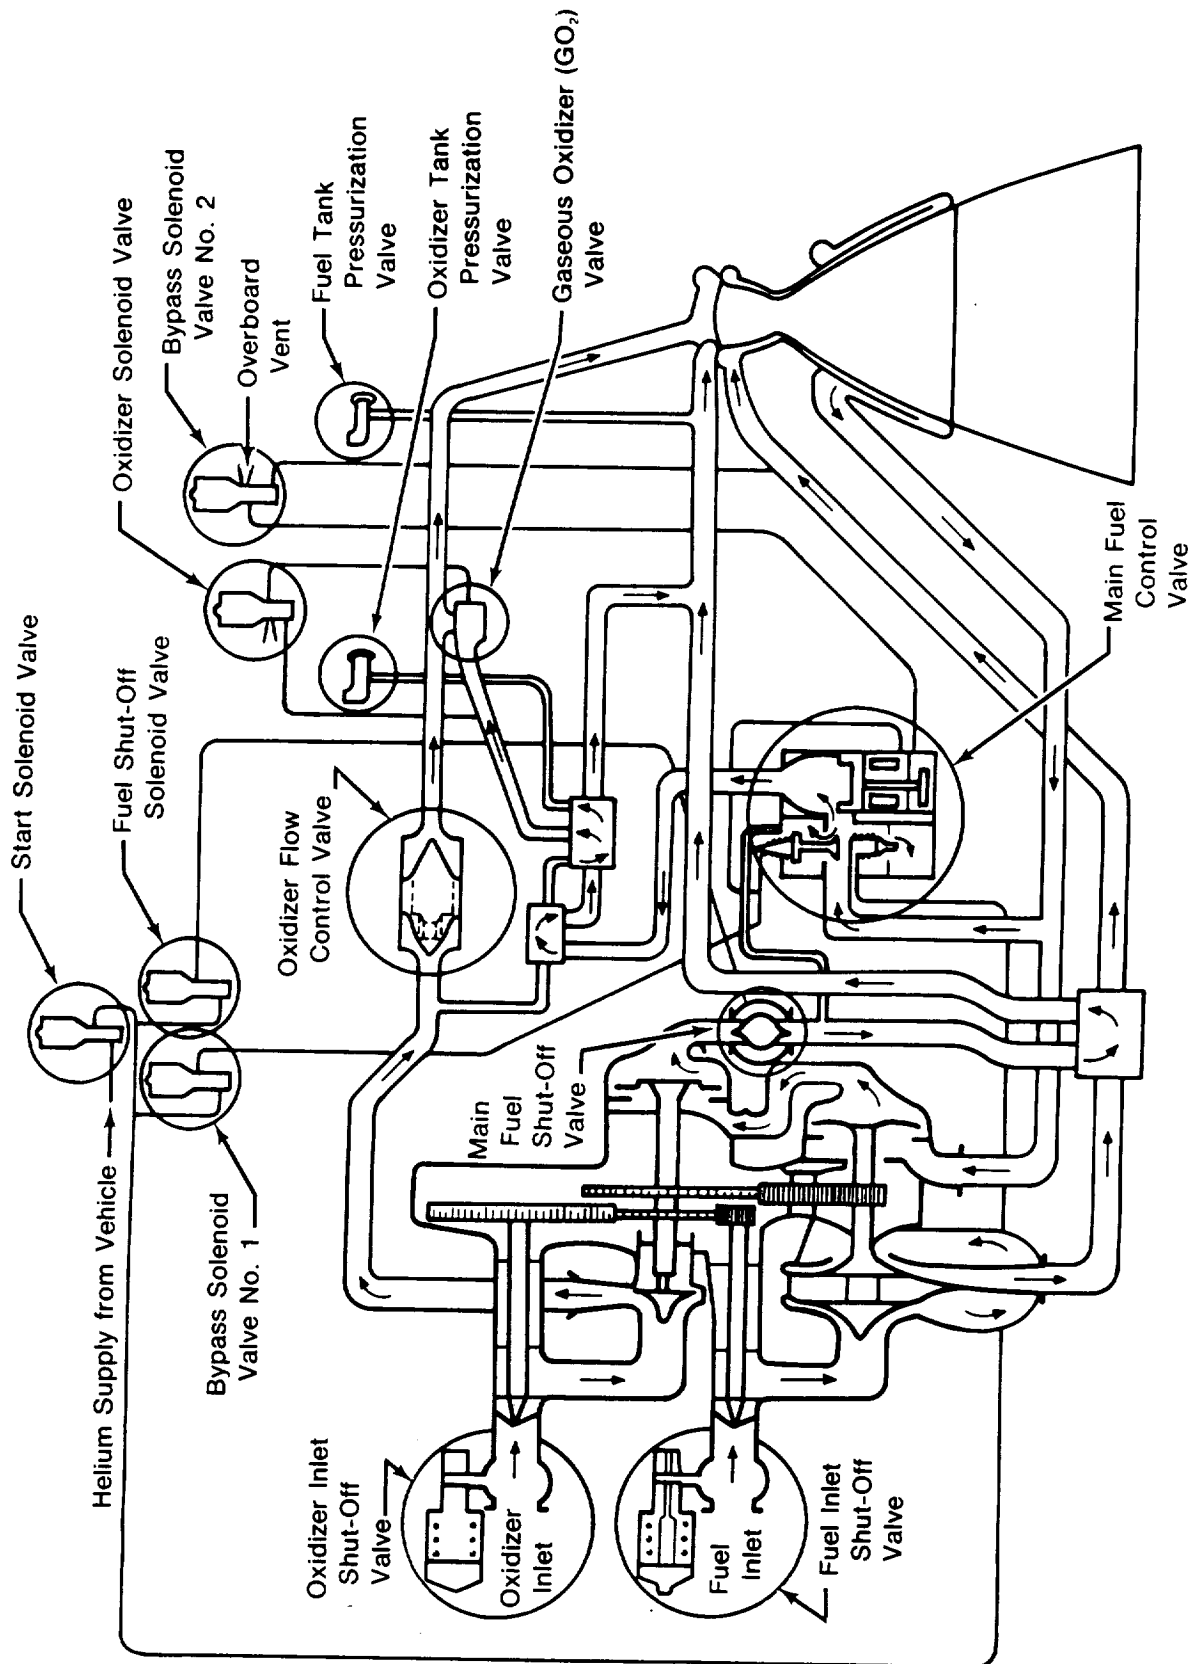 Start Solenoid Valve
Fuel Shut-Off
Solenoid Valve
Oxidizer Solenoid Valve
Bypass Solenoid
Valve No. 2
Overboard
Vent
Fuel Tank
Pressurization
Valve
Oxidizer Tank
Pressurization
Valve
Gaseous Oxidizer (GO₂)
Valve
Helium Supply from Vehicle
Bypass Solenoid
Valve No. 1
Oxidizer Flow
Control Valve
Main
Fuel
Shut-Off
Valve
Oxidizer Inlet
Shut-Off
Valve
Oxidizer
Inlet
Fuel
Inlet
Fuel Inlet
Shut-Off
Valve
Main Fuel
Control
Valve